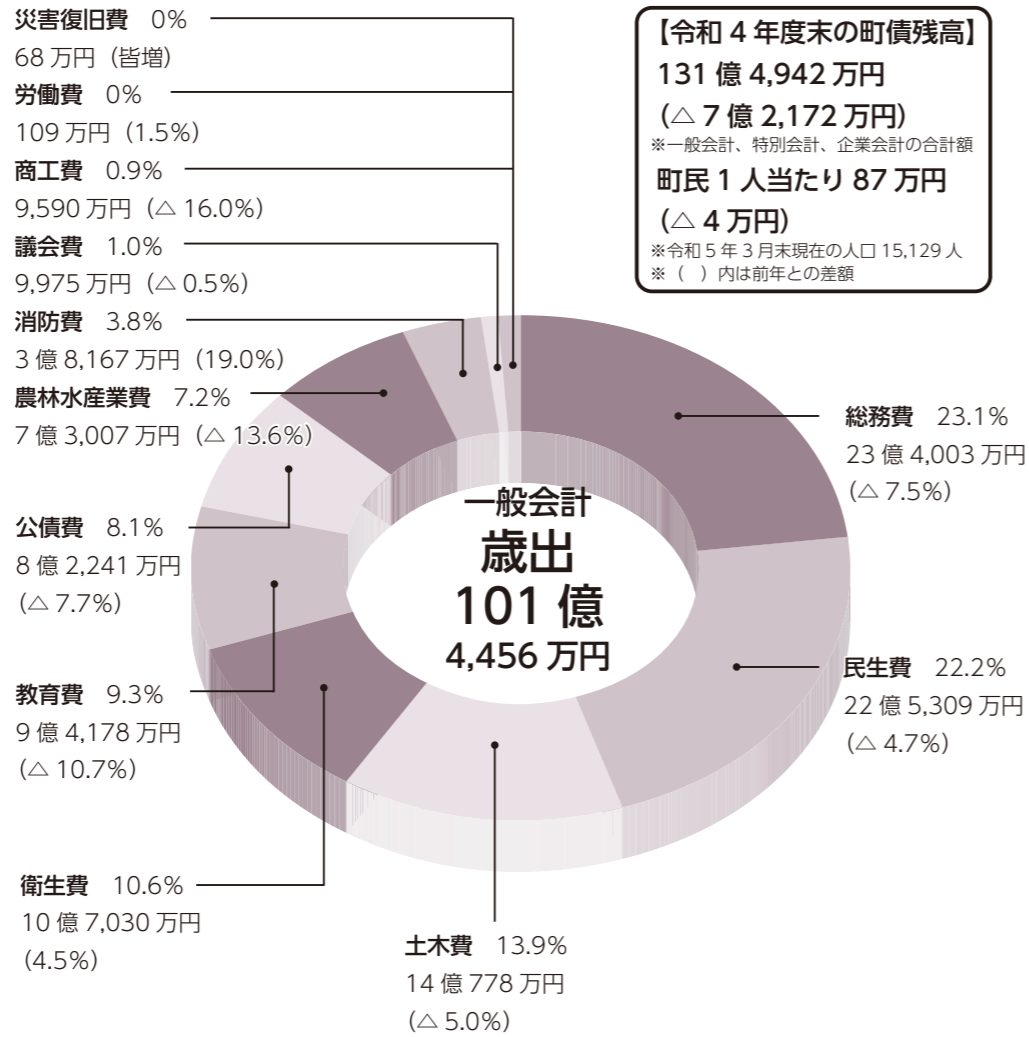 災害復旧費 0%
68 万円（皆増）
労働費 0%
109 万円（1.5%）
商工費 0.9%
9,590 万円（△ 16.0%）
議会費 1.0%
9,975 万円（△ 0.5%）
消防費 3.8%
3 億 8,167 万円（19.0%）
農林水産業費 7.2%
7 億 3,007 万円（△ 13.6%）
公債費 8.1%
8 億 2,241 万円
（△ 7.7%）
教育費 9.3%
9 億 4,178 万円
（△ 10.7%）
衛生費 10.6%
10 億 7,030 万円
（4.5%）
土木費 13.9%
14 億 778 万円
（△ 5.0%）
【令和 4 年度末の町債残高】
131 億 4,942 万円
（△ 7 億 2,172 万円）
※一般会計、特別会計、企業会計の合計額
町民 1 人当たり 87 万円
（△ 4 万円）
※令和 5 年 3 月末現在の人口 15,129 人
※（ ）内は前年との差額
総務費 23.1%
23 億 4,003 万円
（△ 7.5%）
民生費 22.2%
22 億 5,309 万円
（△ 4.7%）
一般会計
歳出
101 億
4,456 万円